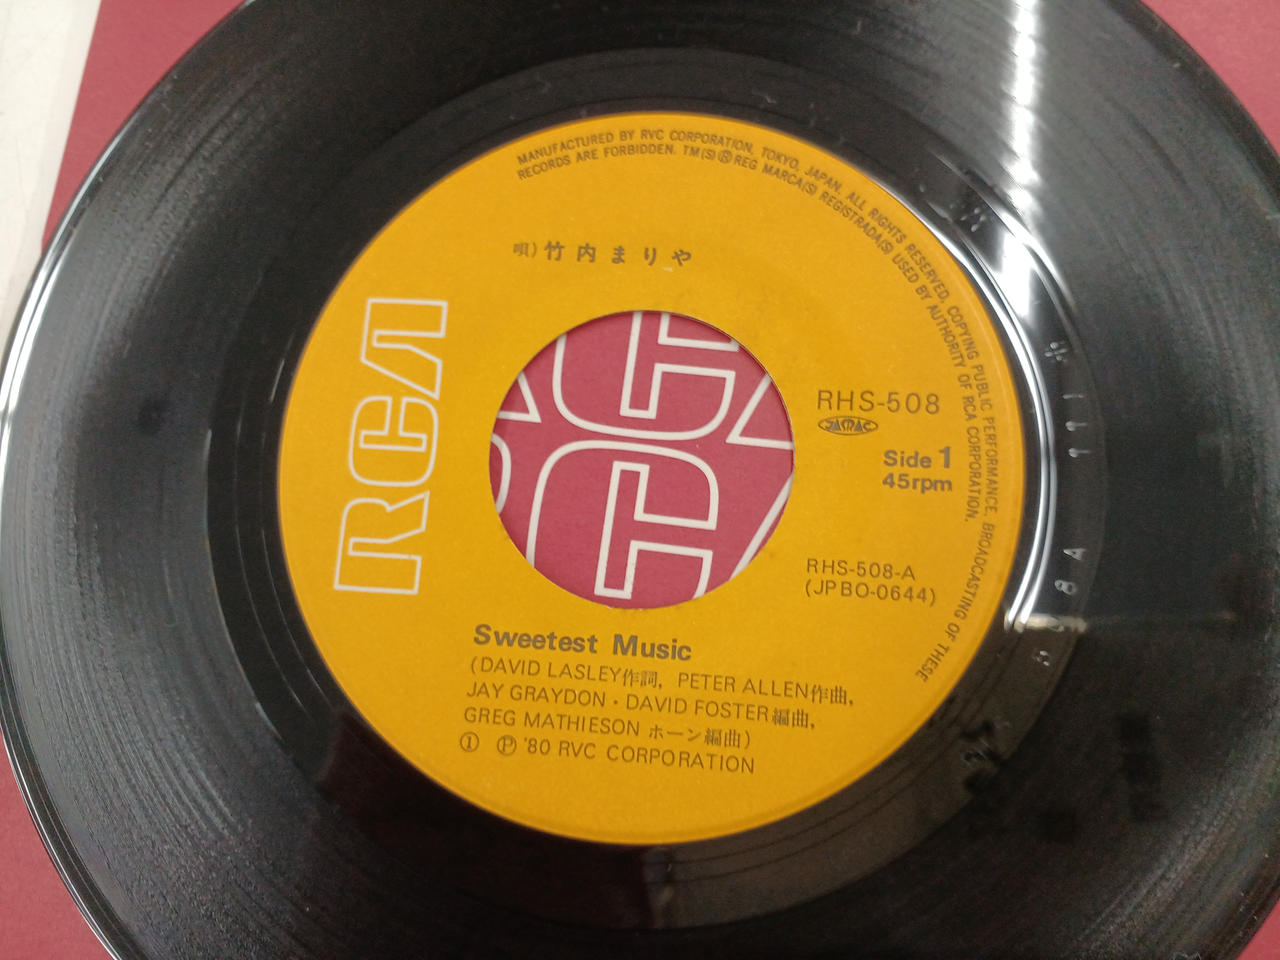 MANUFACTURED BY RVC CORPORATION, TOKYO, JAPAN. ALL RIGHTS RESERVED. COPYING PUBLIC PERFORMANCE, BROADCASTING OF THESE
RECORDS ARE FORBIDDEN. TM(S) ® REG MARCA(S) REGISTRADA(S) USED BY AUTHORITY OF RCA CORPORATION.
唄) 竹内まりや
RCA
RHS-508
JASRAC
Side 1
45rpm
RHS-508-A
(JPBO-0644)
Sweetest Music
(DAVID LASLEY作詞, PETER ALLEN作曲,
JAY GRAYDON・DAVID FOSTER編曲,
GREG MATHIESON ホーン編曲)
① Ⓟ '80 RVC CORPORATION